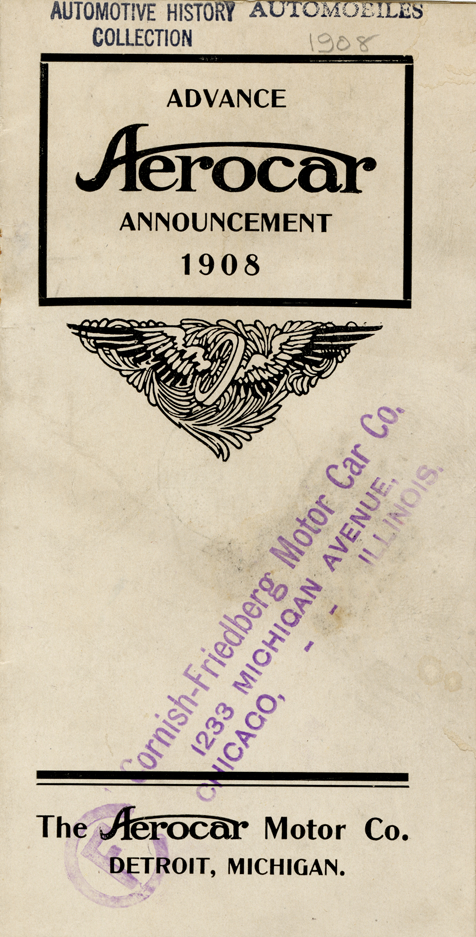 AUTOMOTIVE HISTORY AUTOMOBILES
COLLECTION
1908
ADVANCE
Aerocar
ANNOUNCEMENT
1908
Cornish-Friedberg Motor Car Co.
1233 MICHIGAN AVENUE,
CHICAGO, - - ILLINOIS.
The Aerocar Motor Co.
DETROIT, MICHIGAN.